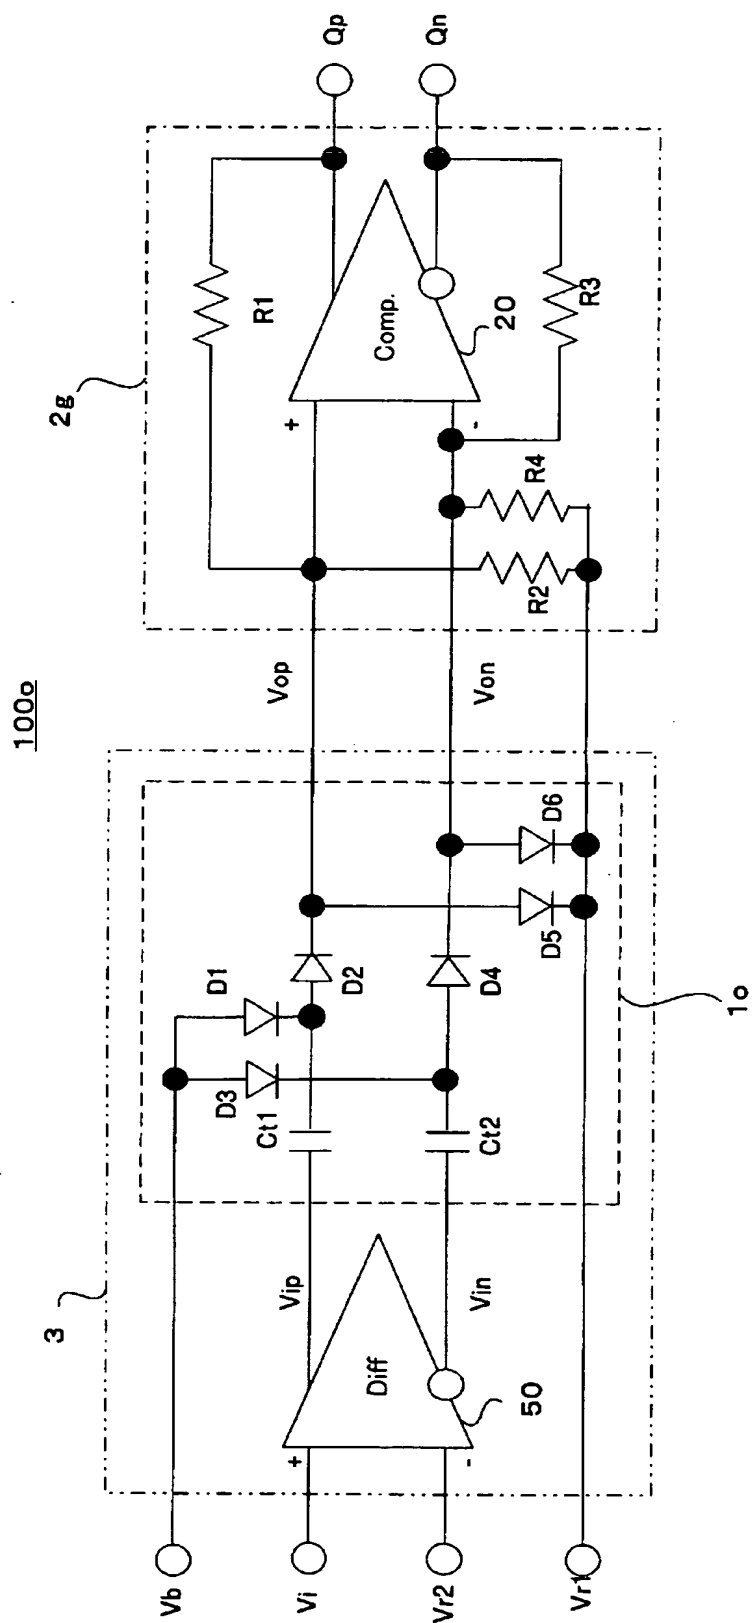 100o
3
2g
Vb
Vi
Vr2
Vr1
Diff
+
-
50
Vip
Vin
Ct1
Ct2
D3
D1
D2
D4
D5
D6
1o
Vop
Von
R1
R2
R4
R3
+
-
Comp.
20
Qp
Qn